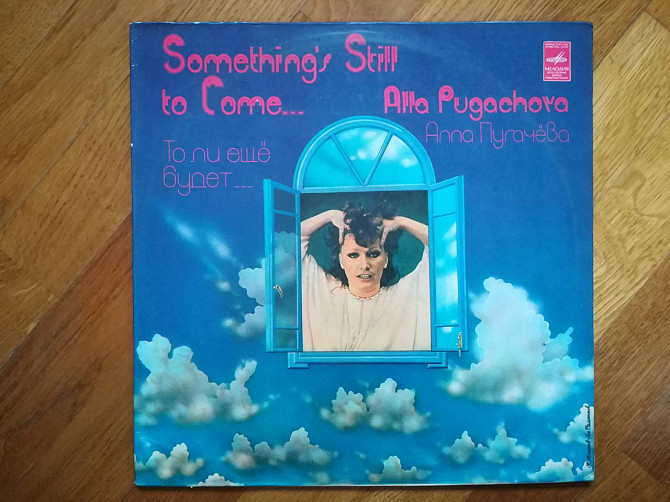 Something's Still
to Come...
Alla Pugachova
Алла Пугачёва
То ли ещё
будет...
МЕЛОДИЯ